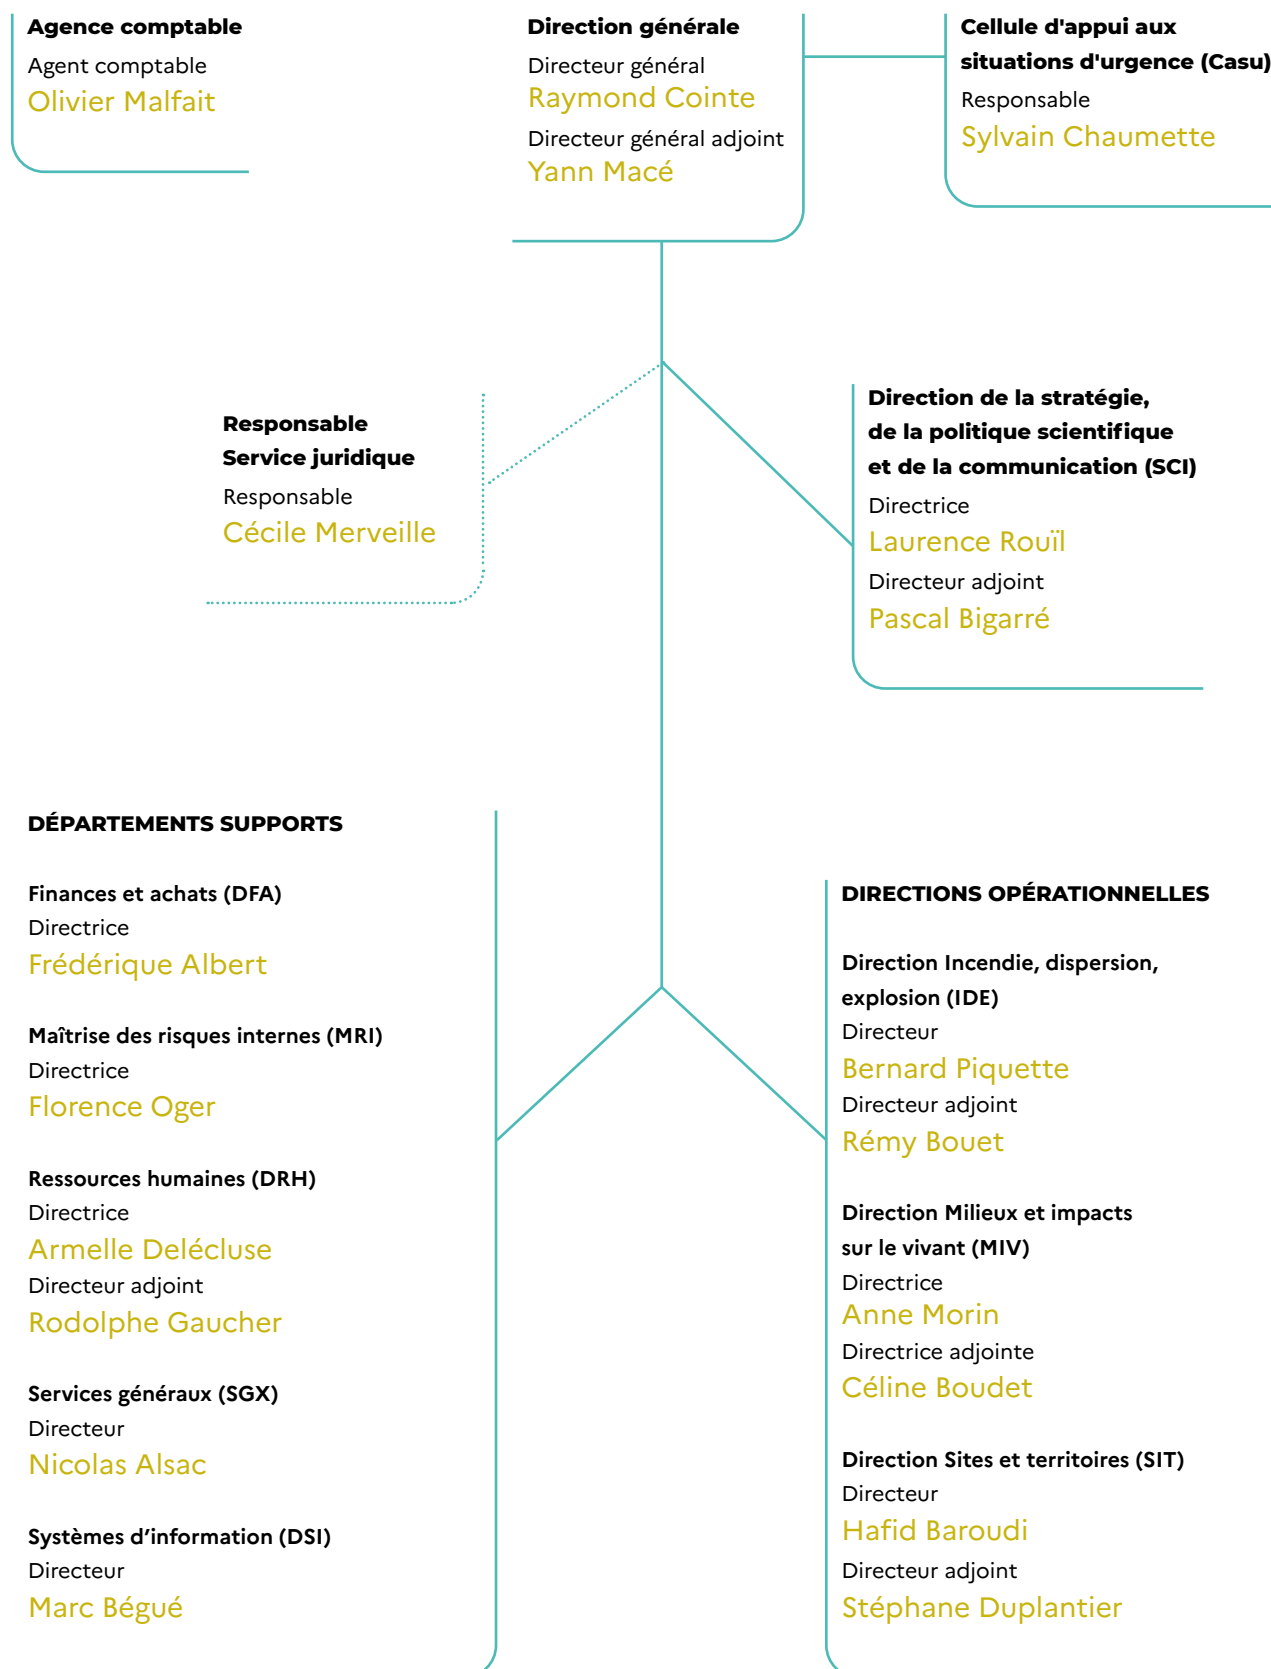 Agence comptable
Agent comptable
Olivier Malfait
Direction générale
Directeur général
Raymond Cointe
Directeur général adjoint
Yann Macé
Cellule d'appui aux
situations d'urgence (Casu)
Responsable
Sylvain Chaumette
Responsable
Service juridique
Responsable
Cécile Merveille
Direction de la stratégie,
de la politique scientifique
et de la communication (SCI)
Directrice
Laurence Rouïl
Directeur adjoint
Pascal Bigarré
DÉPARTEMENTS SUPPORTS
Finances et achats (DFA)
Directrice
Frédérique Albert
Maîtrise des risques internes (MRI)
Directrice
Florence Oger
Ressources humaines (DRH)
Directrice
Armelle Delécluse
Directeur adjoint
Rodolphe Gaucher
Services généraux (SGX)
Directeur
Nicolas Alsac
Systèmes d’information (DSI)
Directeur
Marc Bégué
DIRECTIONS OPÉRATIONNELLES
Direction Incendie, dispersion,
explosion (IDE)
Directeur
Bernard Piquette
Directeur adjoint
Rémy Bouet
Direction Milieux et impacts
sur le vivant (MIV)
Directrice
Anne Morin
Directrice adjointe
Céline Boudet
Direction Sites et territoires (SIT)
Directeur
Hafid Baroudi
Directeur adjoint
Stéphane Duplantier